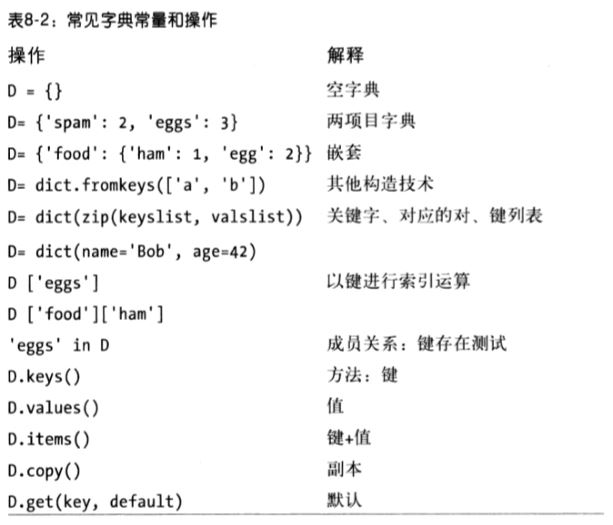 表8-2：常见字典常量和操作
操作 解释
D = {} 空字典
D= {'spam': 2, 'eggs': 3} 两项目字典
D= {'food': {'ham': 1, 'egg': 2}} 嵌套
D= dict.fromkeys(['a', 'b']) 其他构造技术
D= dict(zip(keyslist, valslist)) 关键字、对应的对、键列表
D= dict(name='Bob', age=42)
D ['eggs'] 以键进行索引运算
D ['food']['ham']
'eggs' in D 成员关系：键存在测试
D.keys() 方法：键
D.values() 值
D.items() 键+值
D.copy() 副本
D.get(key, default) 默认